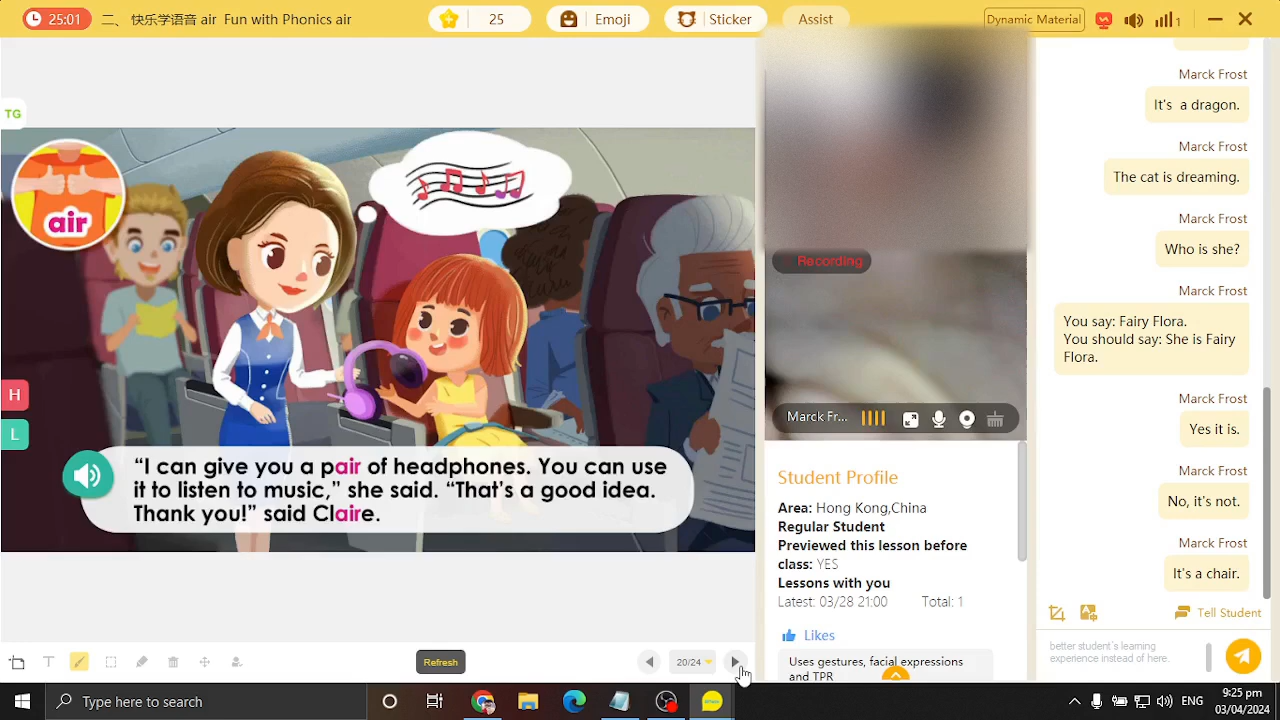 25:01
二、快乐学语音 air Fun with Phonics air
25
Emoji
Sticker
Assist
Dynamic Material
1
TG
air
H
L
“I can give you a pair of headphones. You can use
it to listen to music,” she said. “That's a good idea.
Thank you!” said Claire.
Refresh
20/24
Recording
Marck Fr...
Student Profile
Area: Hong Kong,China
Regular Student
Previewed this lesson before
class: YES
Lessons with you
Latest: 03/28 21:00 Total: 1
Likes
Uses gestures, facial expressions
and TPR
Marck Frost
It's a dragon.
Marck Frost
The cat is dreaming.
Marck Frost
Who is she?
Marck Frost
You say: Fairy Flora.
You should say: She is Fairy
Flora.
Marck Frost
Yes it is.
Marck Frost
No, it's not.
Marck Frost
It's a chair.
Tell Student
better student's learning
experience instead of here.
Type here to search
ENG
9:25 pm
03/04/2024